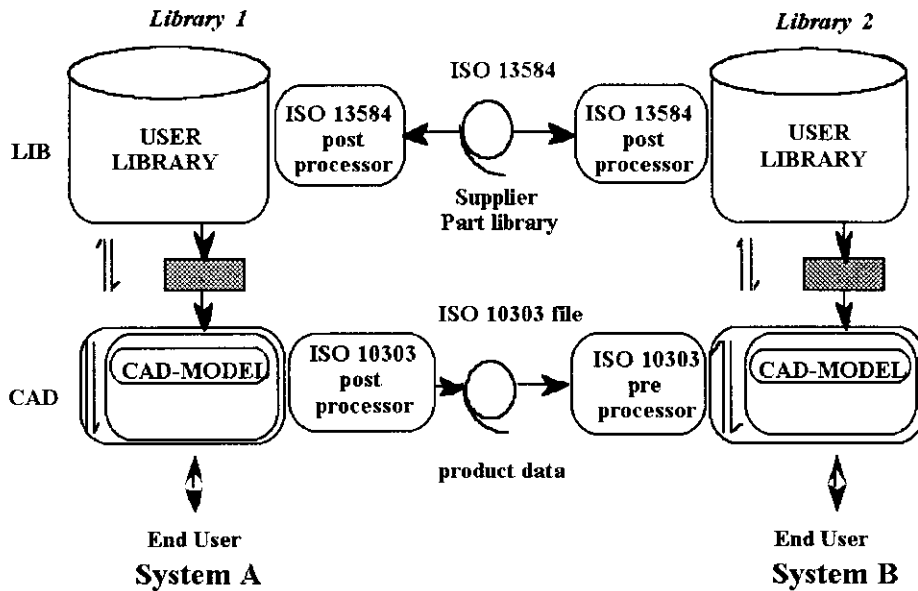 Library 1
Library 2
ISO 13584
USER
LIBRARY
ISO 13584
post
processor
ISO 13584
post
processor
USER
LIBRARY
LIB
Supplier
Part library
ISO 10303 file
CAD-MODEL
ISO 10303
post
processor
ISO 10303
pre
processor
CAD-MODEL
CAD
product data
End User
System A
End User
System B